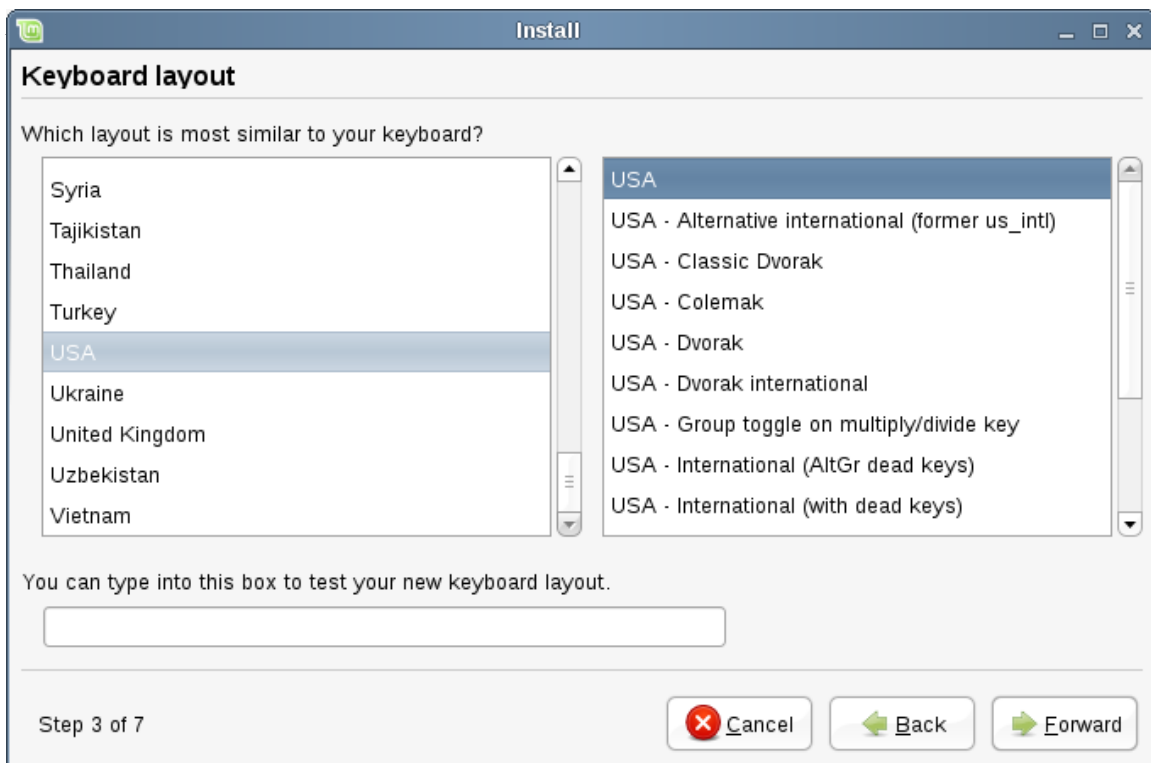 Install
Keyboard layout
Which layout is most similar to your keyboard?
Syria
Tajikistan
Thailand
Turkey
USA
Ukraine
United Kingdom
Uzbekistan
Vietnam
USA
USA - Alternative international (former us_intl)
USA - Classic Dvorak
USA - Colemak
USA - Dvorak
USA - Dvorak international
USA - Group toggle on multiply/divide key
USA - International (AltGr dead keys)
USA - International (with dead keys)
You can type into this box to test your new keyboard layout.
Step 3 of 7
Cancel
Back
Forward